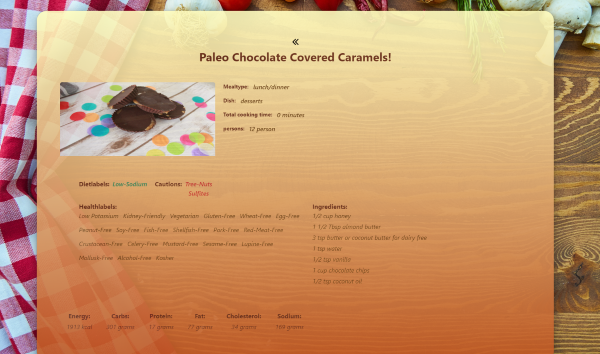 «
Paleo Chocolate Covered Caramels!
Mealtype: lunch/dinner
Dish: desserts
Total cooking time: 0 minutes
persons: 12 person
Dietlabels: Low-Sodium Cautions: Tree-Nuts
Sulfites
Healthlabels:
Low Potassium Kidney-Friendly Vegetarian Gluten-Free Wheat-Free Egg-Free
Peanut-Free Soy-Free Fish-Free Shellfish-Free Pork-Free Red-Meat-Free
Crustacean-Free Celery-Free Mustard-Free Sesame-Free Lupine-Free
Mollusk-Free Alcohol-Free Kosher
Ingredients:
1/2 cup honey
1 1/2 Tbsp almond butter
2 tsp butter or coconut butter for dairy free
1 tsp water
1/2 tsp vanilla
1 cup chocolate chips
1/2 tsp coconut oil
Energy: Carbs: Protein: Fat: Cholesterol: Sodium:
kcal grams 17 grams 77 grams grams grams